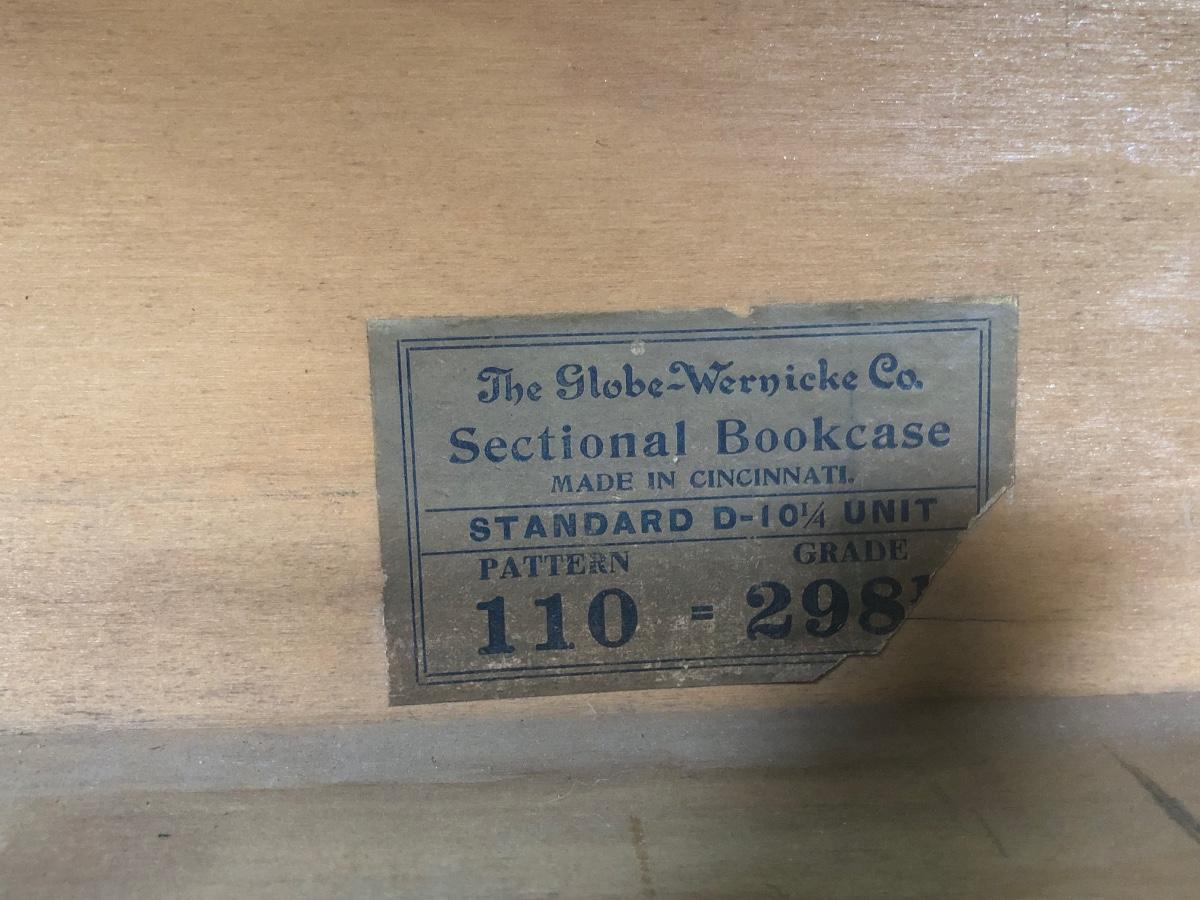 The Globe-Wernicke Co.
Sectional Bookcase
MADE IN CINCINNATI.
STANDARD D-10¼ UNIT
PATTERN GRADE
110 = 298